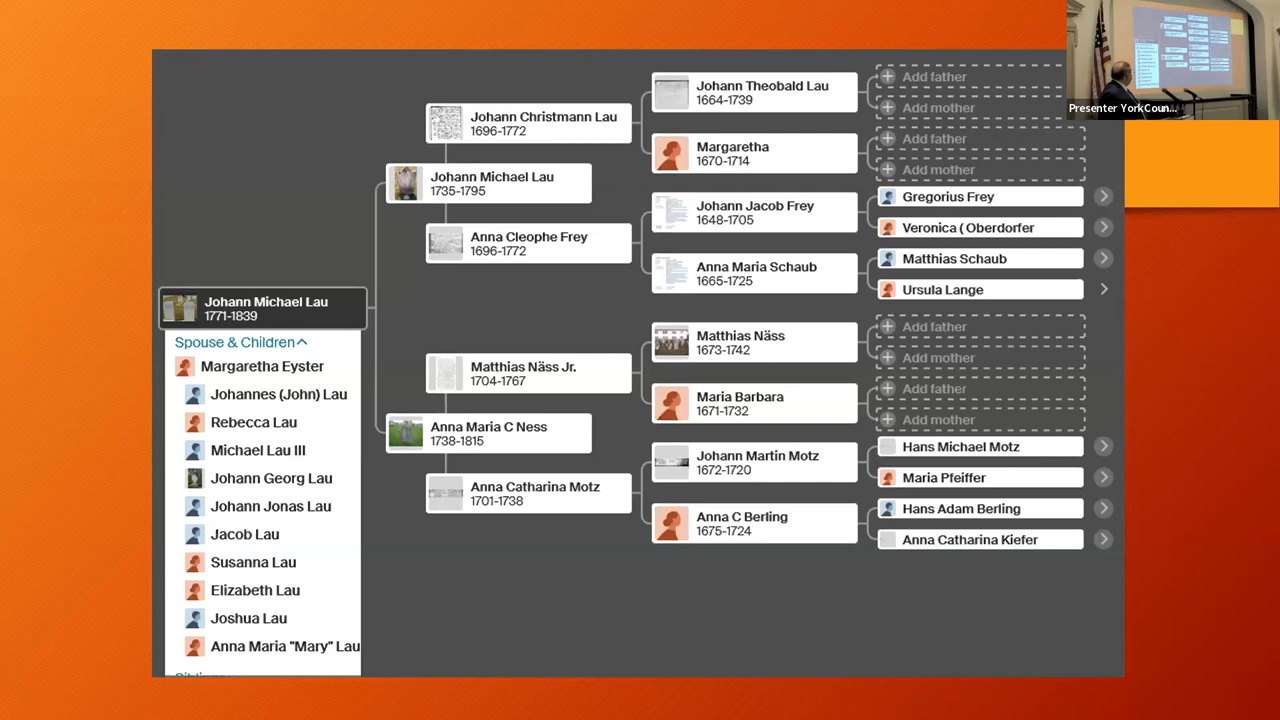 Johann Michael Lau
1771-1839
Spouse & Children
Margaretha Eyster
Johannes (John) Lau
Rebecca Lau
Michael Lau III
Johann Georg Lau
Johann Jonas Lau
Jacob Lau
Susanna Lau
Elizabeth Lau
Joshua Lau
Anna Maria "Mary" Lau
Johann Christmann Lau
1696-1772
Johann Michael Lau
1735-1795
Anna Cleophe Frey
1696-1772
Matthias Näss Jr.
1704-1767
Anna Maria C Ness
1738-1815
Anna Catharina Motz
1701-1738
Johann Theobald Lau
1664-1739
Margaretha
1670-1714
Johann Jacob Frey
1648-1705
Anna Maria Schaub
1665-1725
Matthias Näss
1673-1742
Maria Barbara
1671-1732
Johann Martin Motz
1672-1720
Anna C Berling
1675-1724
Add father
Add mother
Add father
Add mother
Gregorius Frey
Veronica ( Oberdorfer
Matthias Schaub
Ursula Lange
Add father
Add mother
Add father
Add mother
Hans Michael Motz
Maria Pfeiffer
Hans Adam Berling
Anna Catharina Kiefer
Presenter YorkCoun...